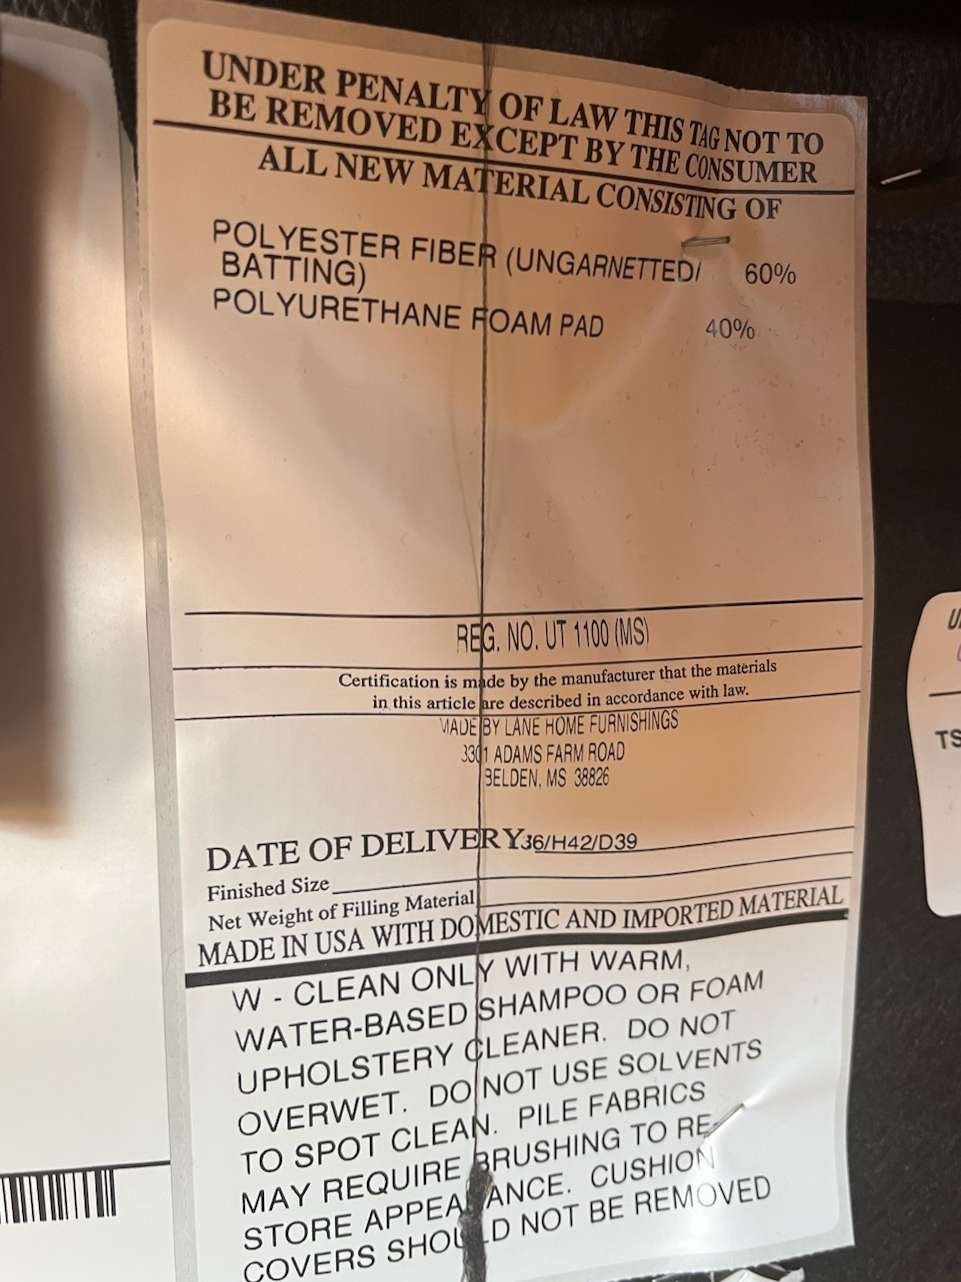 UNDER PENALTY OF LAW THIS TAG NOT TO
BE REMOVED EXCEPT BY THE CONSUMER
ALL NEW MATERIAL CONSISTING OF
POLYESTER FIBER (UNGARNETTED/ 60%
BATTING)
POLYURETHANE FOAM PAD 40%
REG. NO. UT 1100 (MS)
Certification is made by the manufacturer that the materials
in this article are described in accordance with law.
MADE BY LANE HOME FURNISHINGS
3301 ADAMS FARM ROAD
BELDEN, MS 38826
DATE OF DELIVERY 36/H42/D39
Finished Size
Net Weight of Filling Material
MADE IN USA WITH DOMESTIC AND IMPORTED MATERIAL
W - CLEAN ONLY WITH WARM,
WATER-BASED SHAMPOO OR FOAM
UPHOLSTERY CLEANER. DO NOT
OVERWET. DO NOT USE SOLVENTS
TO SPOT CLEAN. PILE FABRICS
MAY REQUIRE BRUSHING TO RE-
STORE APPEARANCE. CUSHION
COVERS SHOULD NOT BE REMOVED
TS